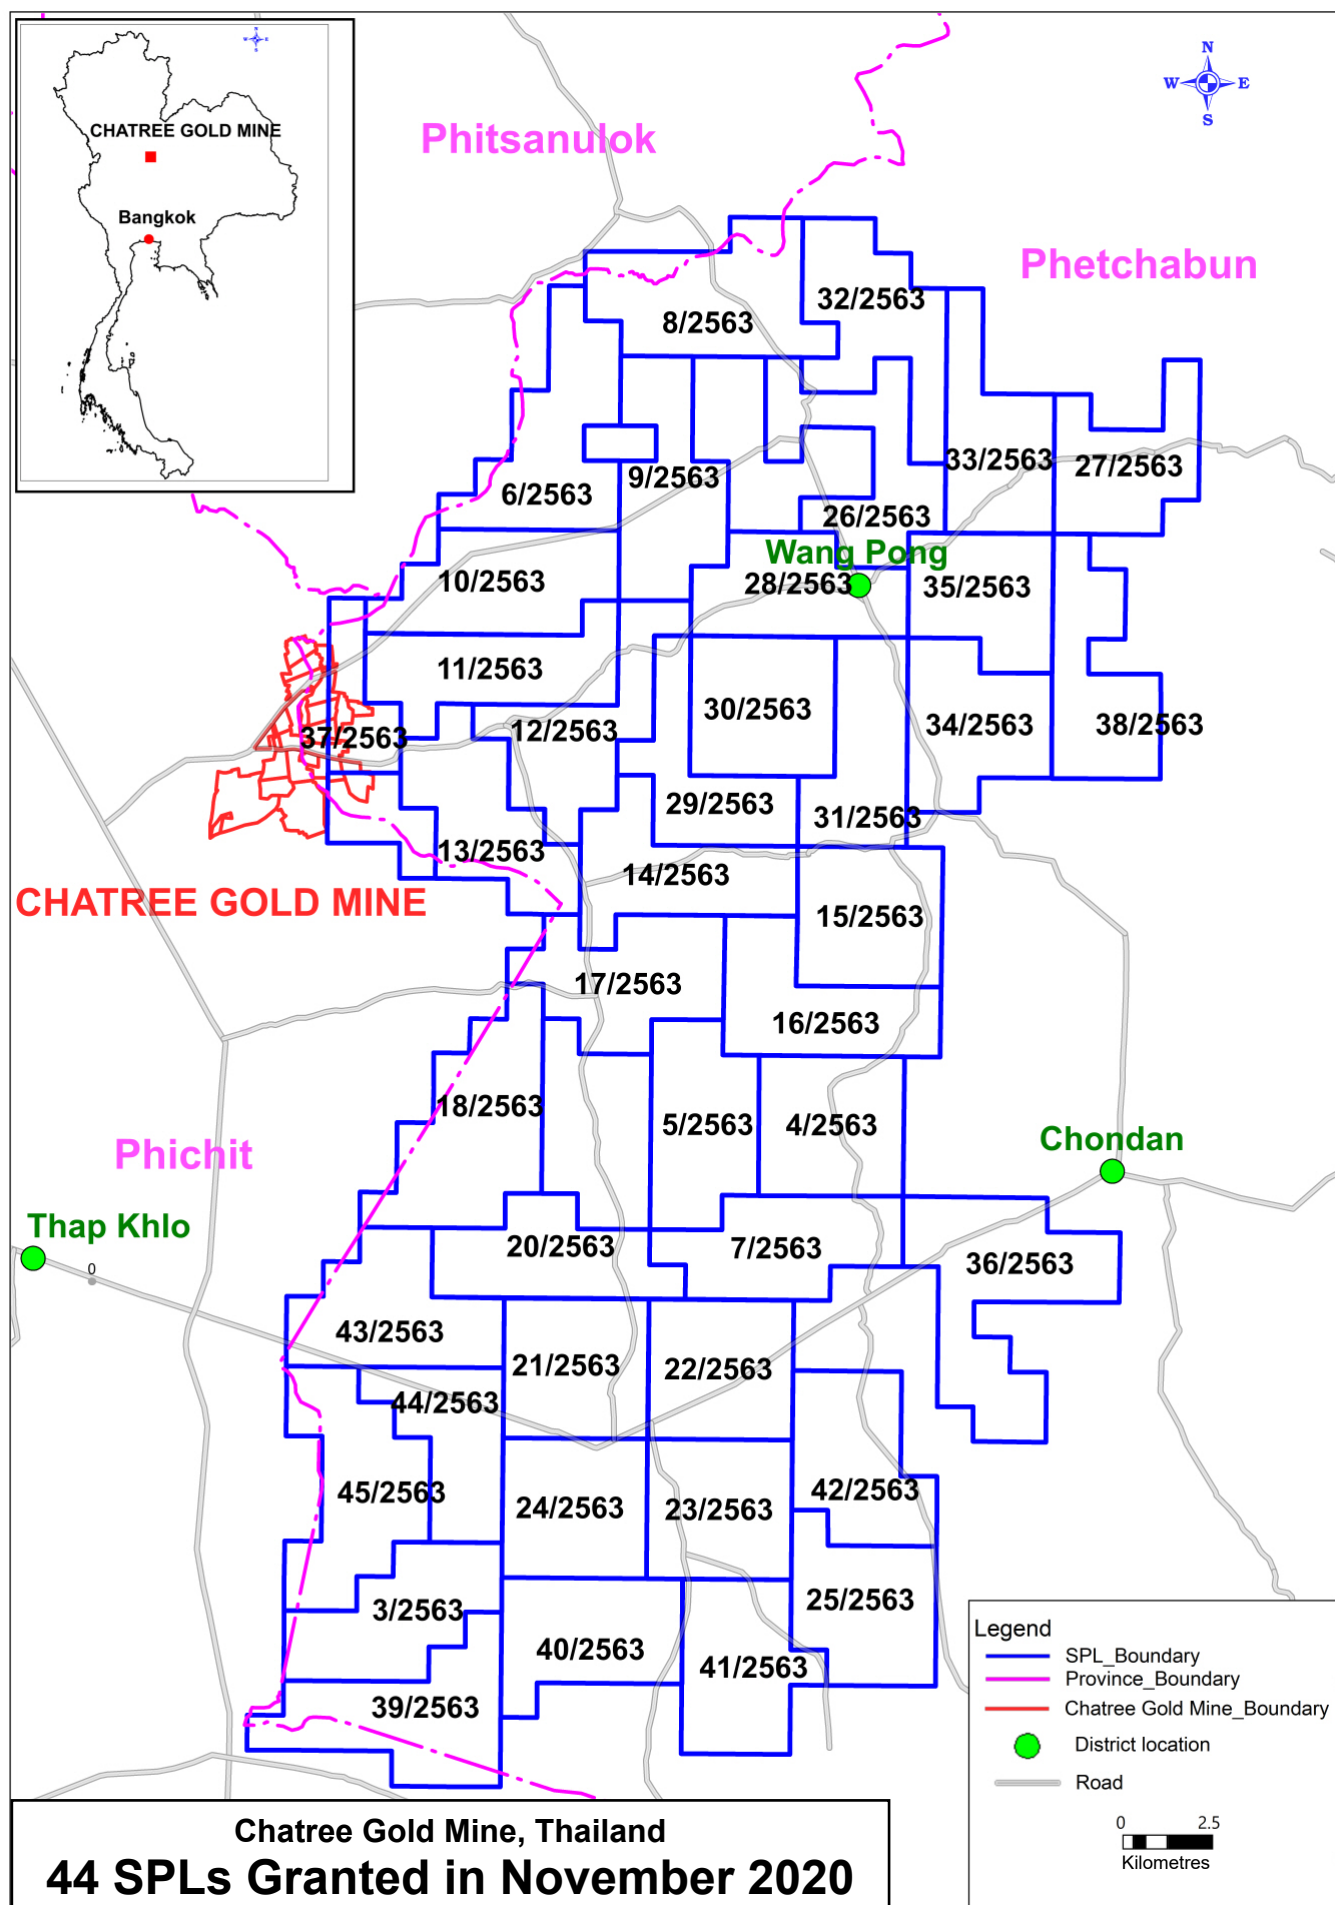 N
W E
S
CHATREE GOLD MINE
Bangkok
N
W E
S
Phitsanulok
Phetchabun
32/2563
8/2563
33/2563
27/2563
9/2563
6/2563
26/2563
Wang Pong
10/2563
28/2563
35/2563
11/2563
30/2563
34/2563
38/2563
12/2563
37/2563
29/2563
31/2563
13/2563
14/2563
CHATREE GOLD MINE
15/2563
17/2563
16/2563
18/2563
5/2563
4/2563
Phichit
Chondan
Thap Khlo
20/2563
7/2563
36/2563
0
43/2563
21/2563
22/2563
44/2563
45/2563
24/2563
23/2563
42/2563
3/2563
25/2563
40/2563
41/2563
39/2563
Legend
SPL_Boundary
Province_Boundary
Chatree Gold Mine_Boundary
District location
Road
0 2.5
Kilometres
Chatree Gold Mine, Thailand
44 SPLs Granted in November 2020